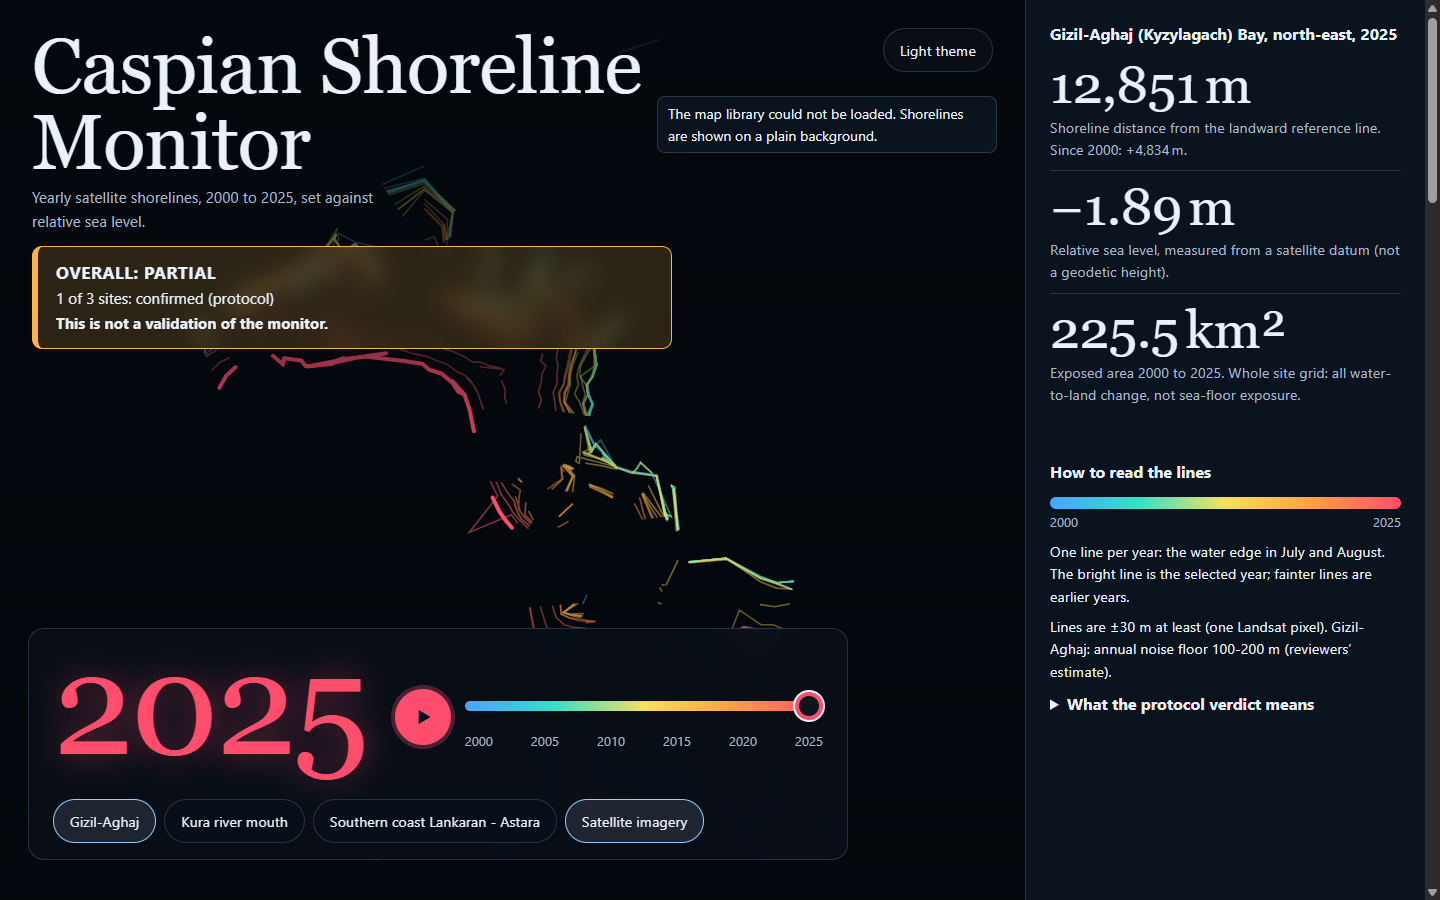 Caspian Shoreline
Monitor
Yearly satellite shorelines, 2000 to 2025, set against
relative sea level.
Light theme
The map library could not be loaded. Shorelines
are shown on a plain background.
OVERALL: PARTIAL
1 of 3 sites: confirmed (protocol)
This is not a validation of the monitor.
2025
2000 2005 2010 2015 2020 2025
Gizil-Aghaj Kura river mouth Southern coast Lankaran - Astara Satellite imagery
Gizil-Aghaj (Kyzylagach) Bay, north-east, 2025
12,851 m
Shoreline distance from the landward reference line.
Since 2000: +4,834 m.
−1.89 m
Relative sea level, measured from a satellite datum (not
a geodetic height).
225.5 km²
Exposed area 2000 to 2025. Whole site grid: all water-
to-land change, not sea-floor exposure.
How to read the lines
2000 2025
One line per year: the water edge in July and August.
The bright line is the selected year; fainter lines are
earlier years.
Lines are ±30 m at least (one Landsat pixel). Gizil-
Aghaj: annual noise floor 100-200 m (reviewers’
estimate).
What the protocol verdict means